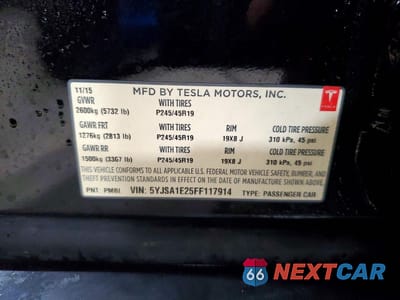 11/15 MFD BY TESLA MOTORS, INC.
GVWR WITH TIRES
2600kg (5732 lb) P245/45R19
GAWR FRT WITH TIRES RIM COLD TIRE PRESSURE
1276kg (2813 lb) P245/45R19 19X8 J 310 kPa, 45 psi
GAWR RR WITH TIRES RIM COLD TIRE PRESSURE
1500kg (3367 lb) P245/45R19 19X8 J 310 kPa, 45 psi
THIS VEHICLE CONFORMS TO ALL APPLICABLE U.S. FEDERAL MOTOR VEHICLE SAFETY, BUMPER, AND
THEFT PREVENTION STANDARDS IN EFFECT ON THE DATE OF MANUFACTURE SHOWN ABOVE.
PNT: PMBL VIN: 5YJSA1E25FF117914 TYPE: PASSENGER CAR
TESLA
66 NEXTCAR